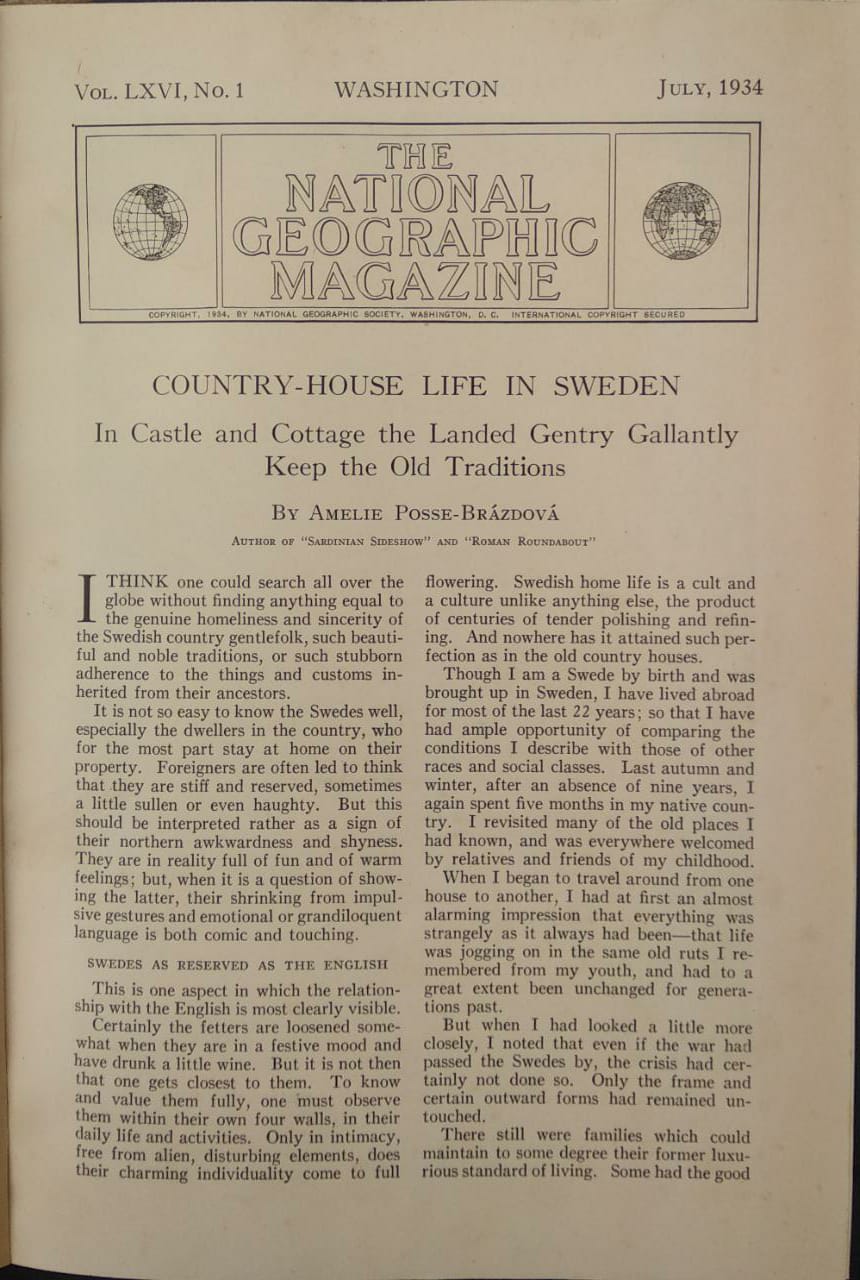 VOL. LXVI, No. 1 WASHINGTON JULY, 1934
THE
NATIONAL
GEOGRAPHIC
MAGAZINE
COPYRIGHT, 1934, BY NATIONAL GEOGRAPHIC SOCIETY, WASHINGTON, D. C. INTERNATIONAL COPYRIGHT SECURED
COUNTRY-HOUSE LIFE IN SWEDEN
In Castle and Cottage the Landed Gentry Gallantly
Keep the Old Traditions
BY AMELIE POSSE-BRÁZDOVÁ
AUTHOR OF "SARDINIAN SIDESHOW" AND "ROMAN ROUNDABOUT"
I THINK one could search all over the
globe without finding anything equal to
the genuine homeliness and sincerity of
the Swedish country gentlefolk, such beauti-
ful and noble traditions, or such stubborn
adherence to the things and customs in-
herited from their ancestors.
It is not so easy to know the Swedes well,
especially the dwellers in the country, who
for the most part stay at home on their
property. Foreigners are often led to think
that they are stiff and reserved, sometimes
a little sullen or even haughty. But this
should be interpreted rather as a sign of
their northern awkwardness and shyness.
They are in reality full of fun and of warm
feelings; but, when it is a question of show-
ing the latter, their shrinking from impul-
sive gestures and emotional or grandiloquent
language is both comic and touching.
SWEDES AS RESERVED AS THE ENGLISH
This is one aspect in which the relation-
ship with the English is most clearly visible.
Certainly the fetters are loosened some-
what when they are in a festive mood and
have drunk a little wine. But it is not then
that one gets closest to them. To know
and value them fully, one must observe
them within their own four walls, in their
daily life and activities. Only in intimacy,
free from alien, disturbing elements, does
their charming individuality come to full
flowering. Swedish home life is a cult and
a culture unlike anything else, the product
of centuries of tender polishing and refin-
ing. And nowhere has it attained such per-
fection as in the old country houses.
Though I am a Swede by birth and was
brought up in Sweden, I have lived abroad
for most of the last 22 years; so that I have
had ample opportunity of comparing the
conditions I describe with those of other
races and social classes. Last autumn and
winter, after an absence of nine years, I
again spent five months in my native coun-
try. I revisited many of the old places I
had known, and was everywhere welcomed
by relatives and friends of my childhood.
When I began to travel around from one
house to another, I had at first an almost
alarming impression that everything was
strangely as it always had been—that life
was jogging on in the same old ruts I re-
membered from my youth, and had to a
great extent been unchanged for genera-
tions past.
But when I had looked a little more
closely, I noted that even if the war had
passed the Swedes by, the crisis had cer-
tainly not done so. Only the frame and
certain outward forms had remained un-
touched.
There still were families which could
maintain to some degree their former luxu-
rious standard of living. Some had the good